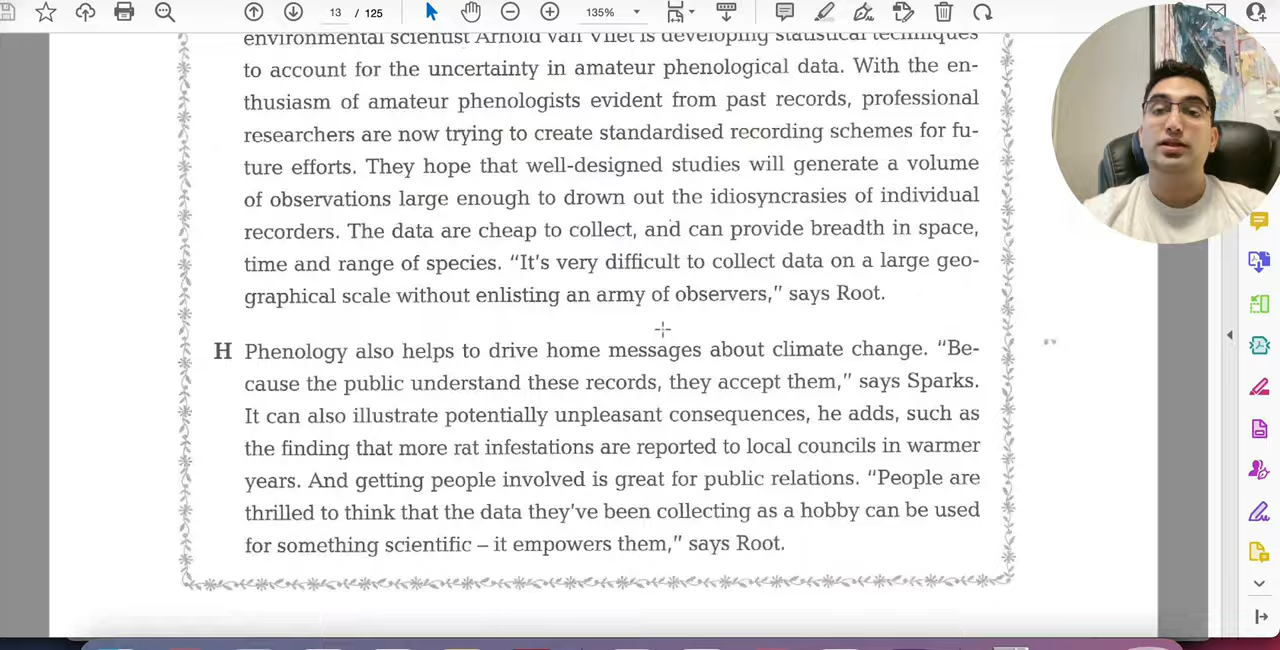 13 / 125
135%
environmental scientist Arnold van Vliet is developing statistical techniques
to account for the uncertainty in amateur phenological data. With the en-
thusiasm of amateur phenologists evident from past records, professional
researchers are now trying to create standardised recording schemes for fu-
ture efforts. They hope that well-designed studies will generate a volume
of observations large enough to drown out the idiosyncrasies of individual
recorders. The data are cheap to collect, and can provide breadth in space,
time and range of species. “It's very difficult to collect data on a large geo-
graphical scale without enlisting an army of observers,” says Root.
H Phenology also helps to drive home messages about climate change. “Be-
cause the public understand these records, they accept them,” says Sparks.
It can also illustrate potentially unpleasant consequences, he adds, such as
the finding that more rat infestations are reported to local councils in warmer
years. And getting people involved is great for public relations. “People are
thrilled to think that the data they've been collecting as a hobby can be used
for something scientific – it empowers them,” says Root.